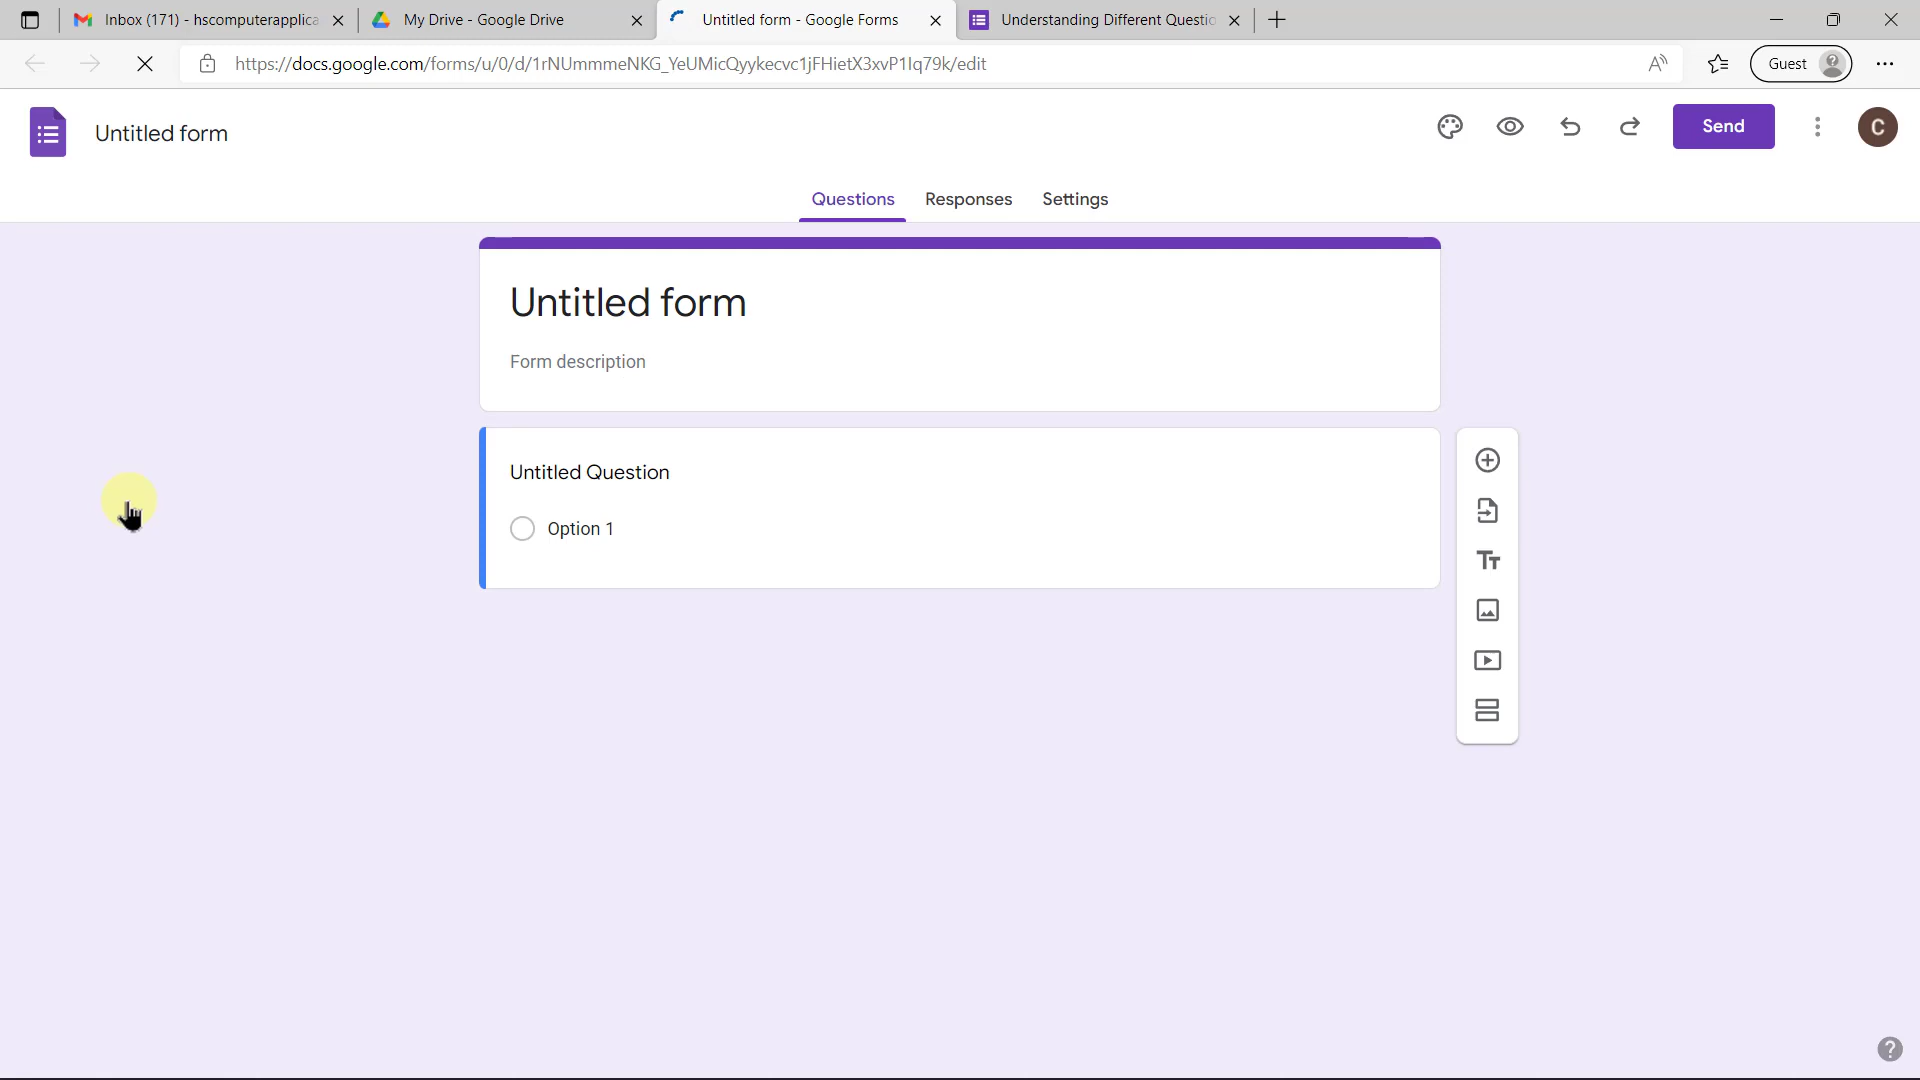 Inbox (171) - hscomputerapplica
My Drive - Google Drive
Untitled form - Google Forms
Understanding Different Questio
https://docs.google.com/forms/u/0/d/1rNUmmmeNKG_YeUMicQyykecvc1jFHietX3xvP1Iq79k/edit
Guest
Untitled form
Send
C
Questions
Responses
Settings
Untitled form
Form description
Untitled Question
Option 1